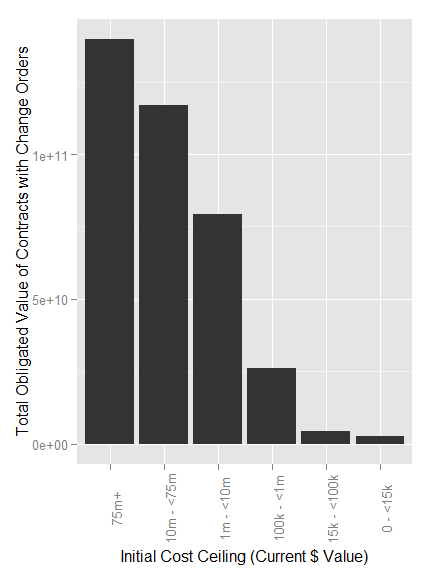 Total Obligated Value of Contracts with Change Orders
1e+11
5e+10
0e+00
75m+
10m - <75m
1m - <10m
100k - <1m
15k - <100k
0 - <15k
Initial Cost Ceiling (Current $ Value)